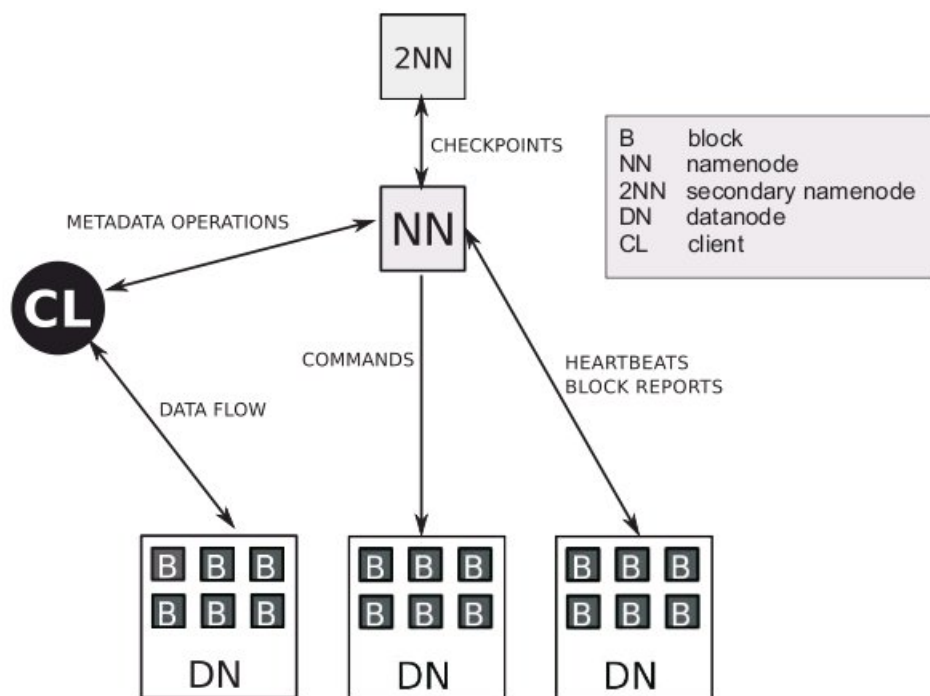 2NN
CHECKPOINTS
B block
NN namenode
2NN secondary namenode
DN datanode
CL client
METADATA OPERATIONS
NN
CL
COMMANDS
HEARTBEATS
BLOCK REPORTS
DATA FLOW
B B B
B B B
DN
B B B
B B B
DN
B B B
B B B
DN